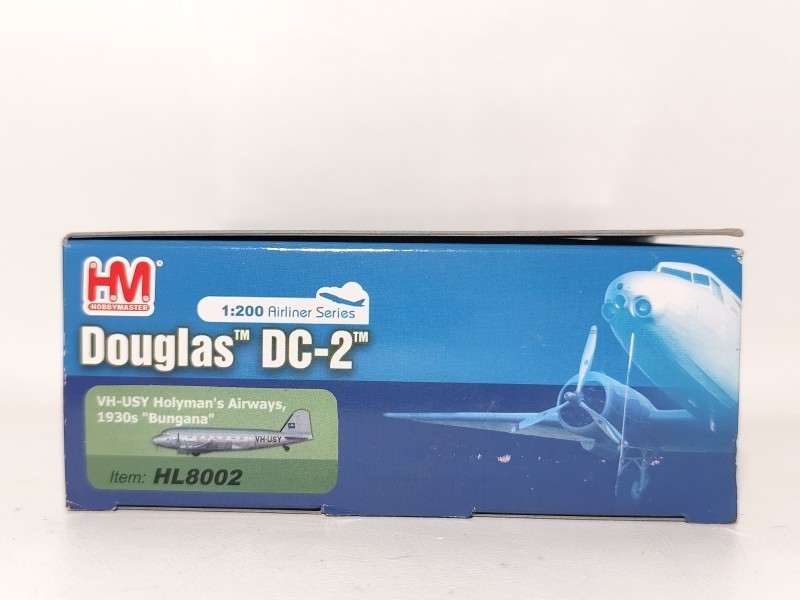 HM®
HOBBYMASTER
1:200 Airliner Series
Douglas™ DC-2™
VH-USY Holyman's Airways,
1930s "Bungana"
VH-USY
Item: HL8002